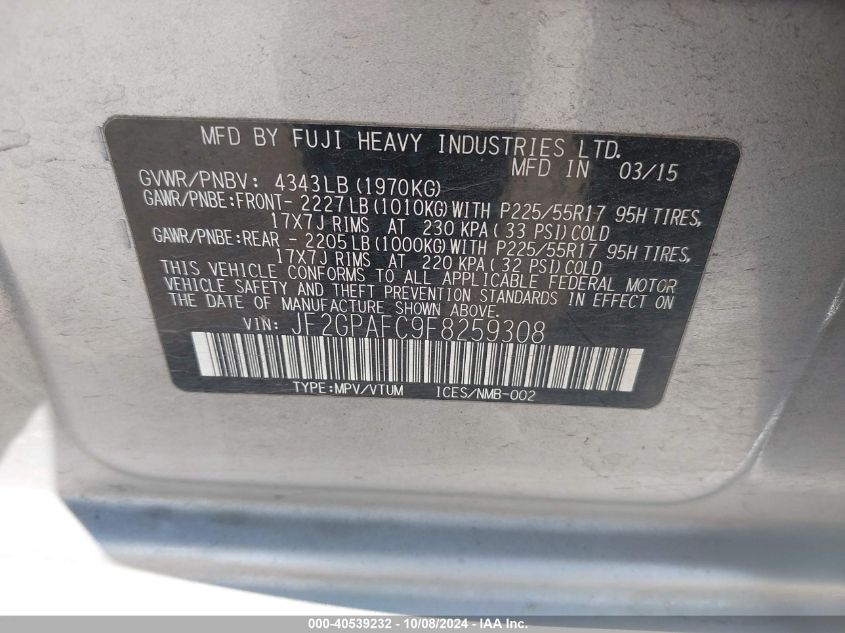 MFD BY FUJI HEAVY INDUSTRIES LTD.
MFD IN 03/15
GVWR/PNBV: 4343LB(1970KG)
GAWR/PNBE:FRONT- 2227LB(1010KG)WITH P225/55R17 95H TIRES,
17X7J RIMS AT 230 KPA(33 PSI)COLD
GAWR/PNBE:REAR - 2205LB(1000KG)WITH P225/55R17 95H TIRES,
17X7J RIMS AT 220 KPA(32 PSI)COLD
THIS VEHICLE CONFORMS TO ALL APPLICABLE FEDERAL MOTOR
VEHICLE SAFETY AND THEFT PREVENTION STANDARDS IN EFFECT ON
THE DATE OF MANUFACTURE SHOWN ABOVE.
VIN: JF2GPAFC9F8259308
TYPE:MPV/VTUM ICES/NMB-002
000-40539232 - 10/08/2024 - IAA Inc.